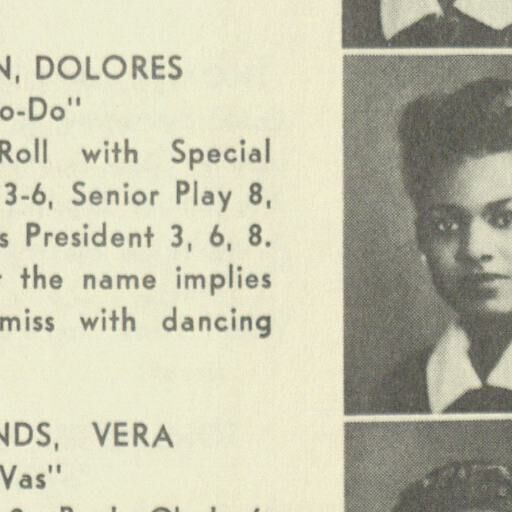 N, DOLORES
o-Do"
Roll with Special
3-6, Senior Play 8,
s President 3, 6, 8.
the name implies
miss with dancing
NDS, VERA
Vas"